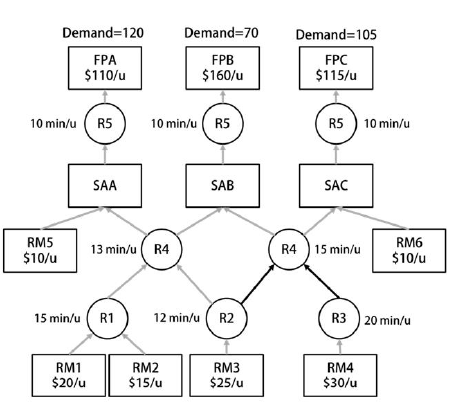 Demand=120 Demand=70 Demand=105
FPA FPB FPC
$110/u $160/u $115/u
10 min/u R5 10 min/u R5 R5 10 min/u
SAA SAB SAC
RM5 13 min/u R4 R4 15 min/u RM6
$10/u $10/u
15 min/u R1 12 min/u R2 R3 20 min/u
RM1 RM2 RM3 RM4
$20/u $15/u $25/u $30/u